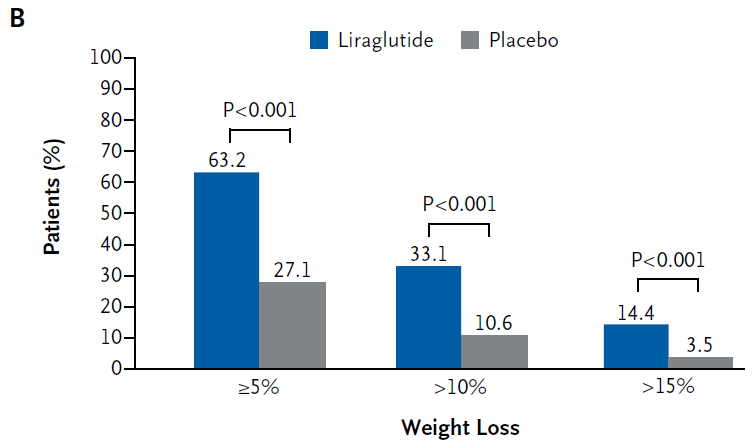 B
Liraglutide
Placebo
Patients (%)
100
90
80
70
60
50
40
30
20
10
0
P<0.001
63.2
27.1
P<0.001
33.1
10.6
P<0.001
14.4
3.5
≥5%
>10%
>15%
Weight Loss